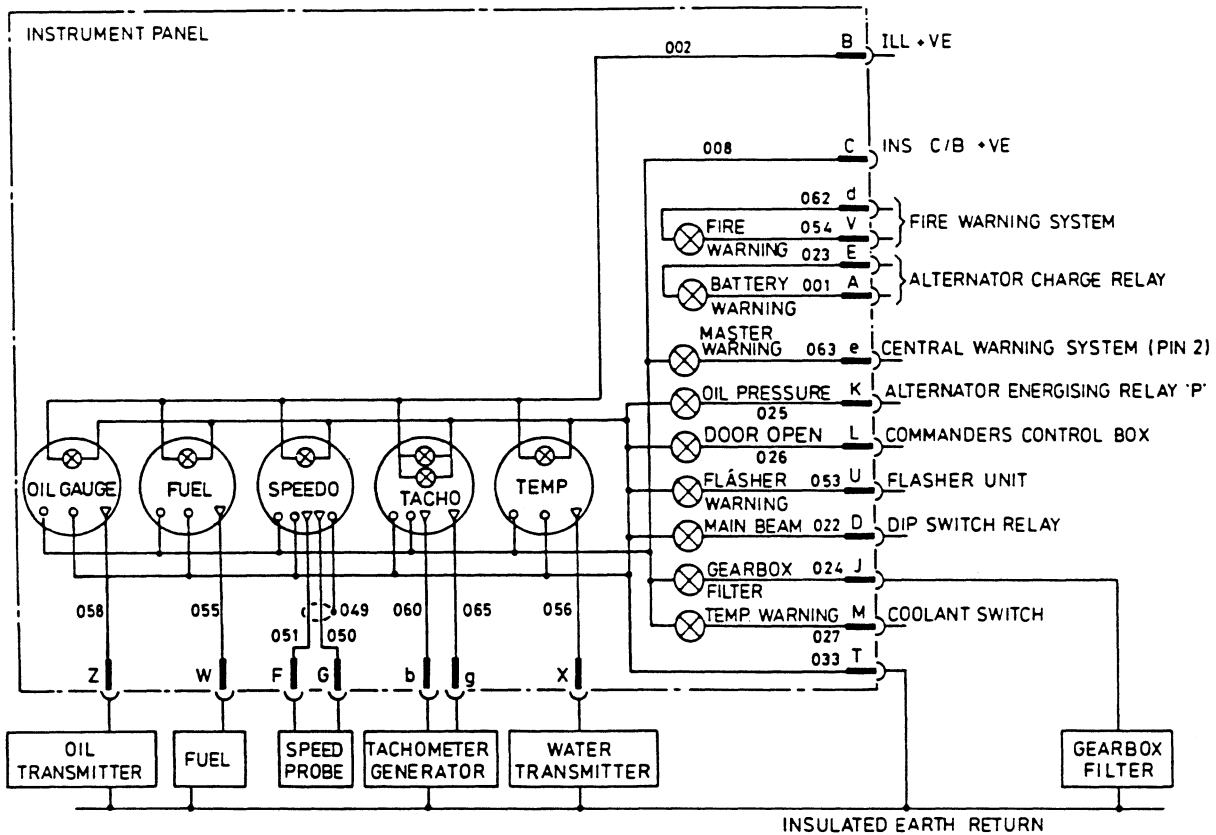 INSTRUMENT PANEL
002
B
ILL +VE
008
C
INS C/B +VE
062
d
FIRE WARNING
054
V
FIRE WARNING SYSTEM
023
E
BATTERY WARNING
001
A
ALTERNATOR CHARGE RELAY
MASTER WARNING
063
e
CENTRAL WARNING SYSTEM (PIN 2)
OIL PRESSURE
025
K
ALTERNATOR ENERGISING RELAY 'P'
DOOR OPEN
026
L
COMMANDERS CONTROL BOX
FLASHER WARNING
053
U
FLASHER UNIT
MAIN BEAM
022
D
DIP SWITCH RELAY
GEARBOX FILTER
024
J
TEMP. WARNING
027
M
COOLANT SWITCH
033
T
OIL GAUGE
FUEL
SPEEDO
TACHO
TEMP
058
055
051
050
049
060
065
056
Z
W
F
G
b
g
X
OIL TRANSMITTER
FUEL
SPEED PROBE
TACHOMETER GENERATOR
WATER TRANSMITTER
GEARBOX FILTER
INSULATED EARTH RETURN